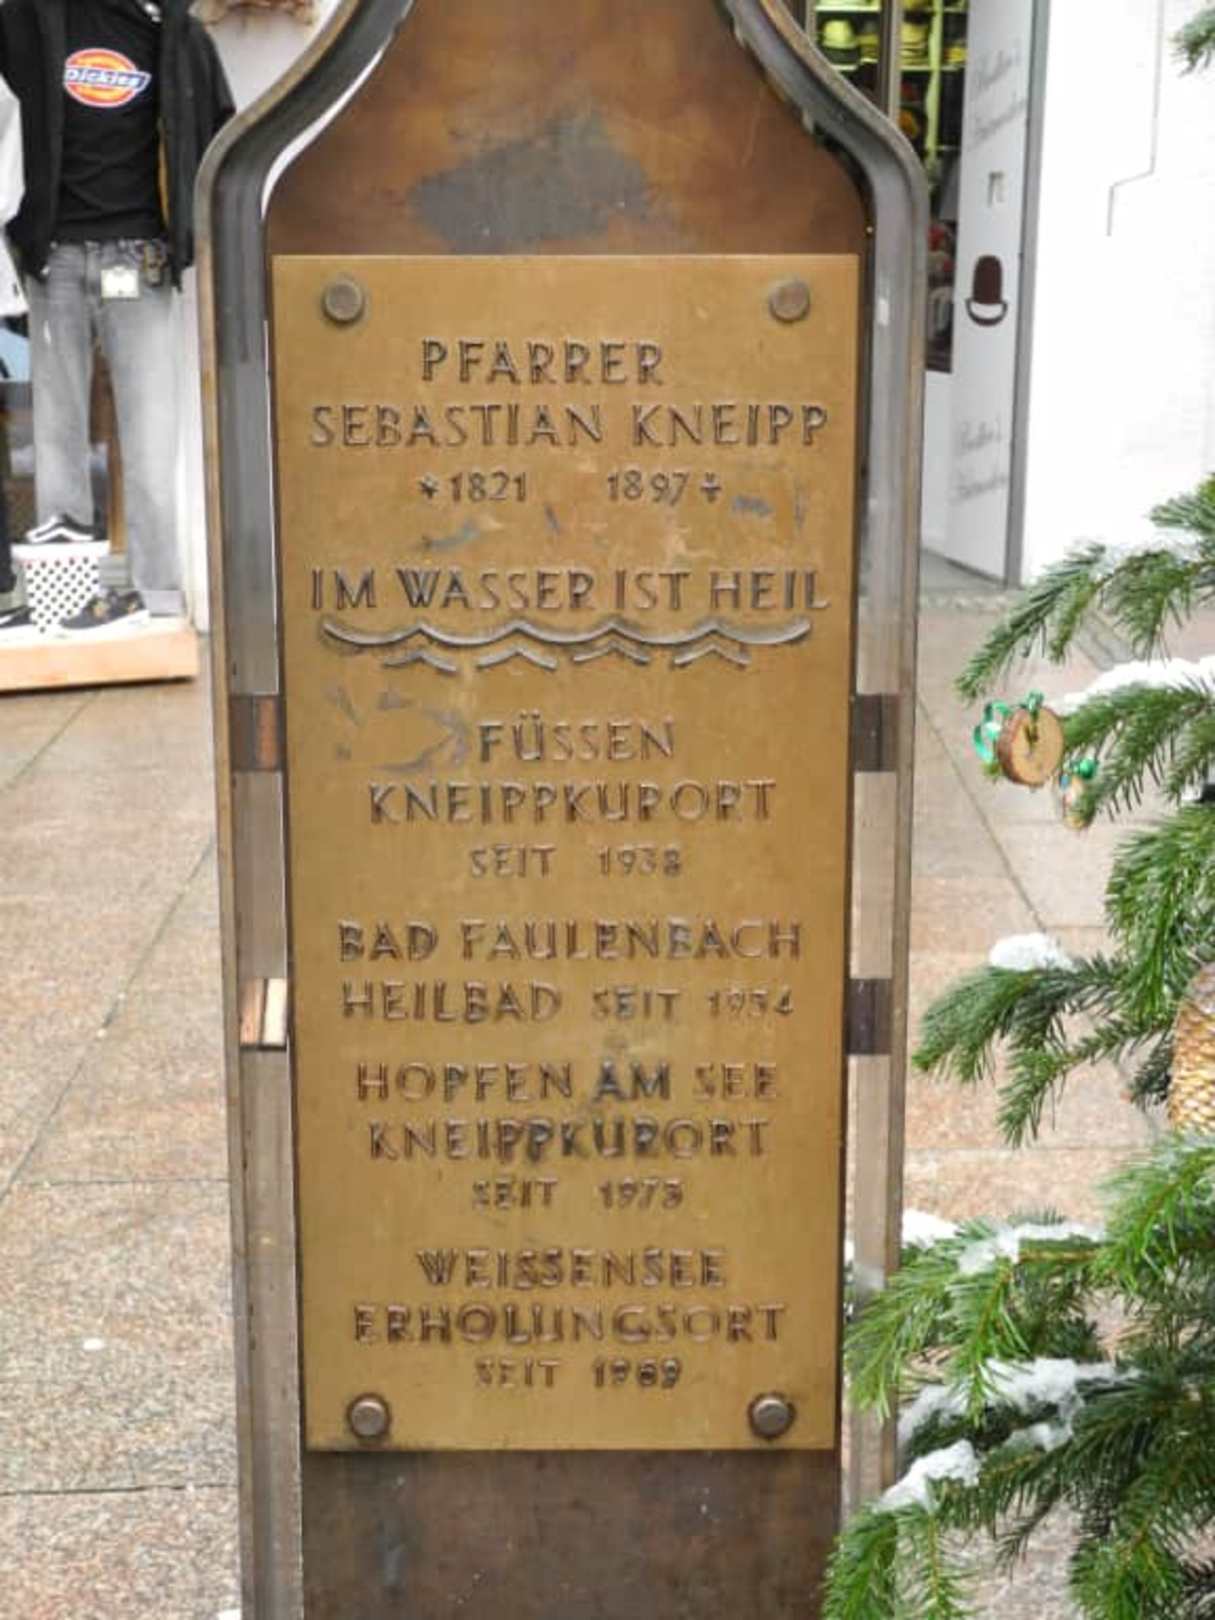 Dickies
PFARRER
SEBASTIAN KNEIPP
*1821 1897✝
IM WASSER IST HEIL
FÜSSEN
KNEIPPKURORT
SEIT 1938
BAD FAULENBACH
HEILBAD SEIT 1954
HOPFEN AM SEE
KNEIPPKURORT
SEIT 1973
WEISSENSEE
ERHOLUNGSORT
SEIT 1969